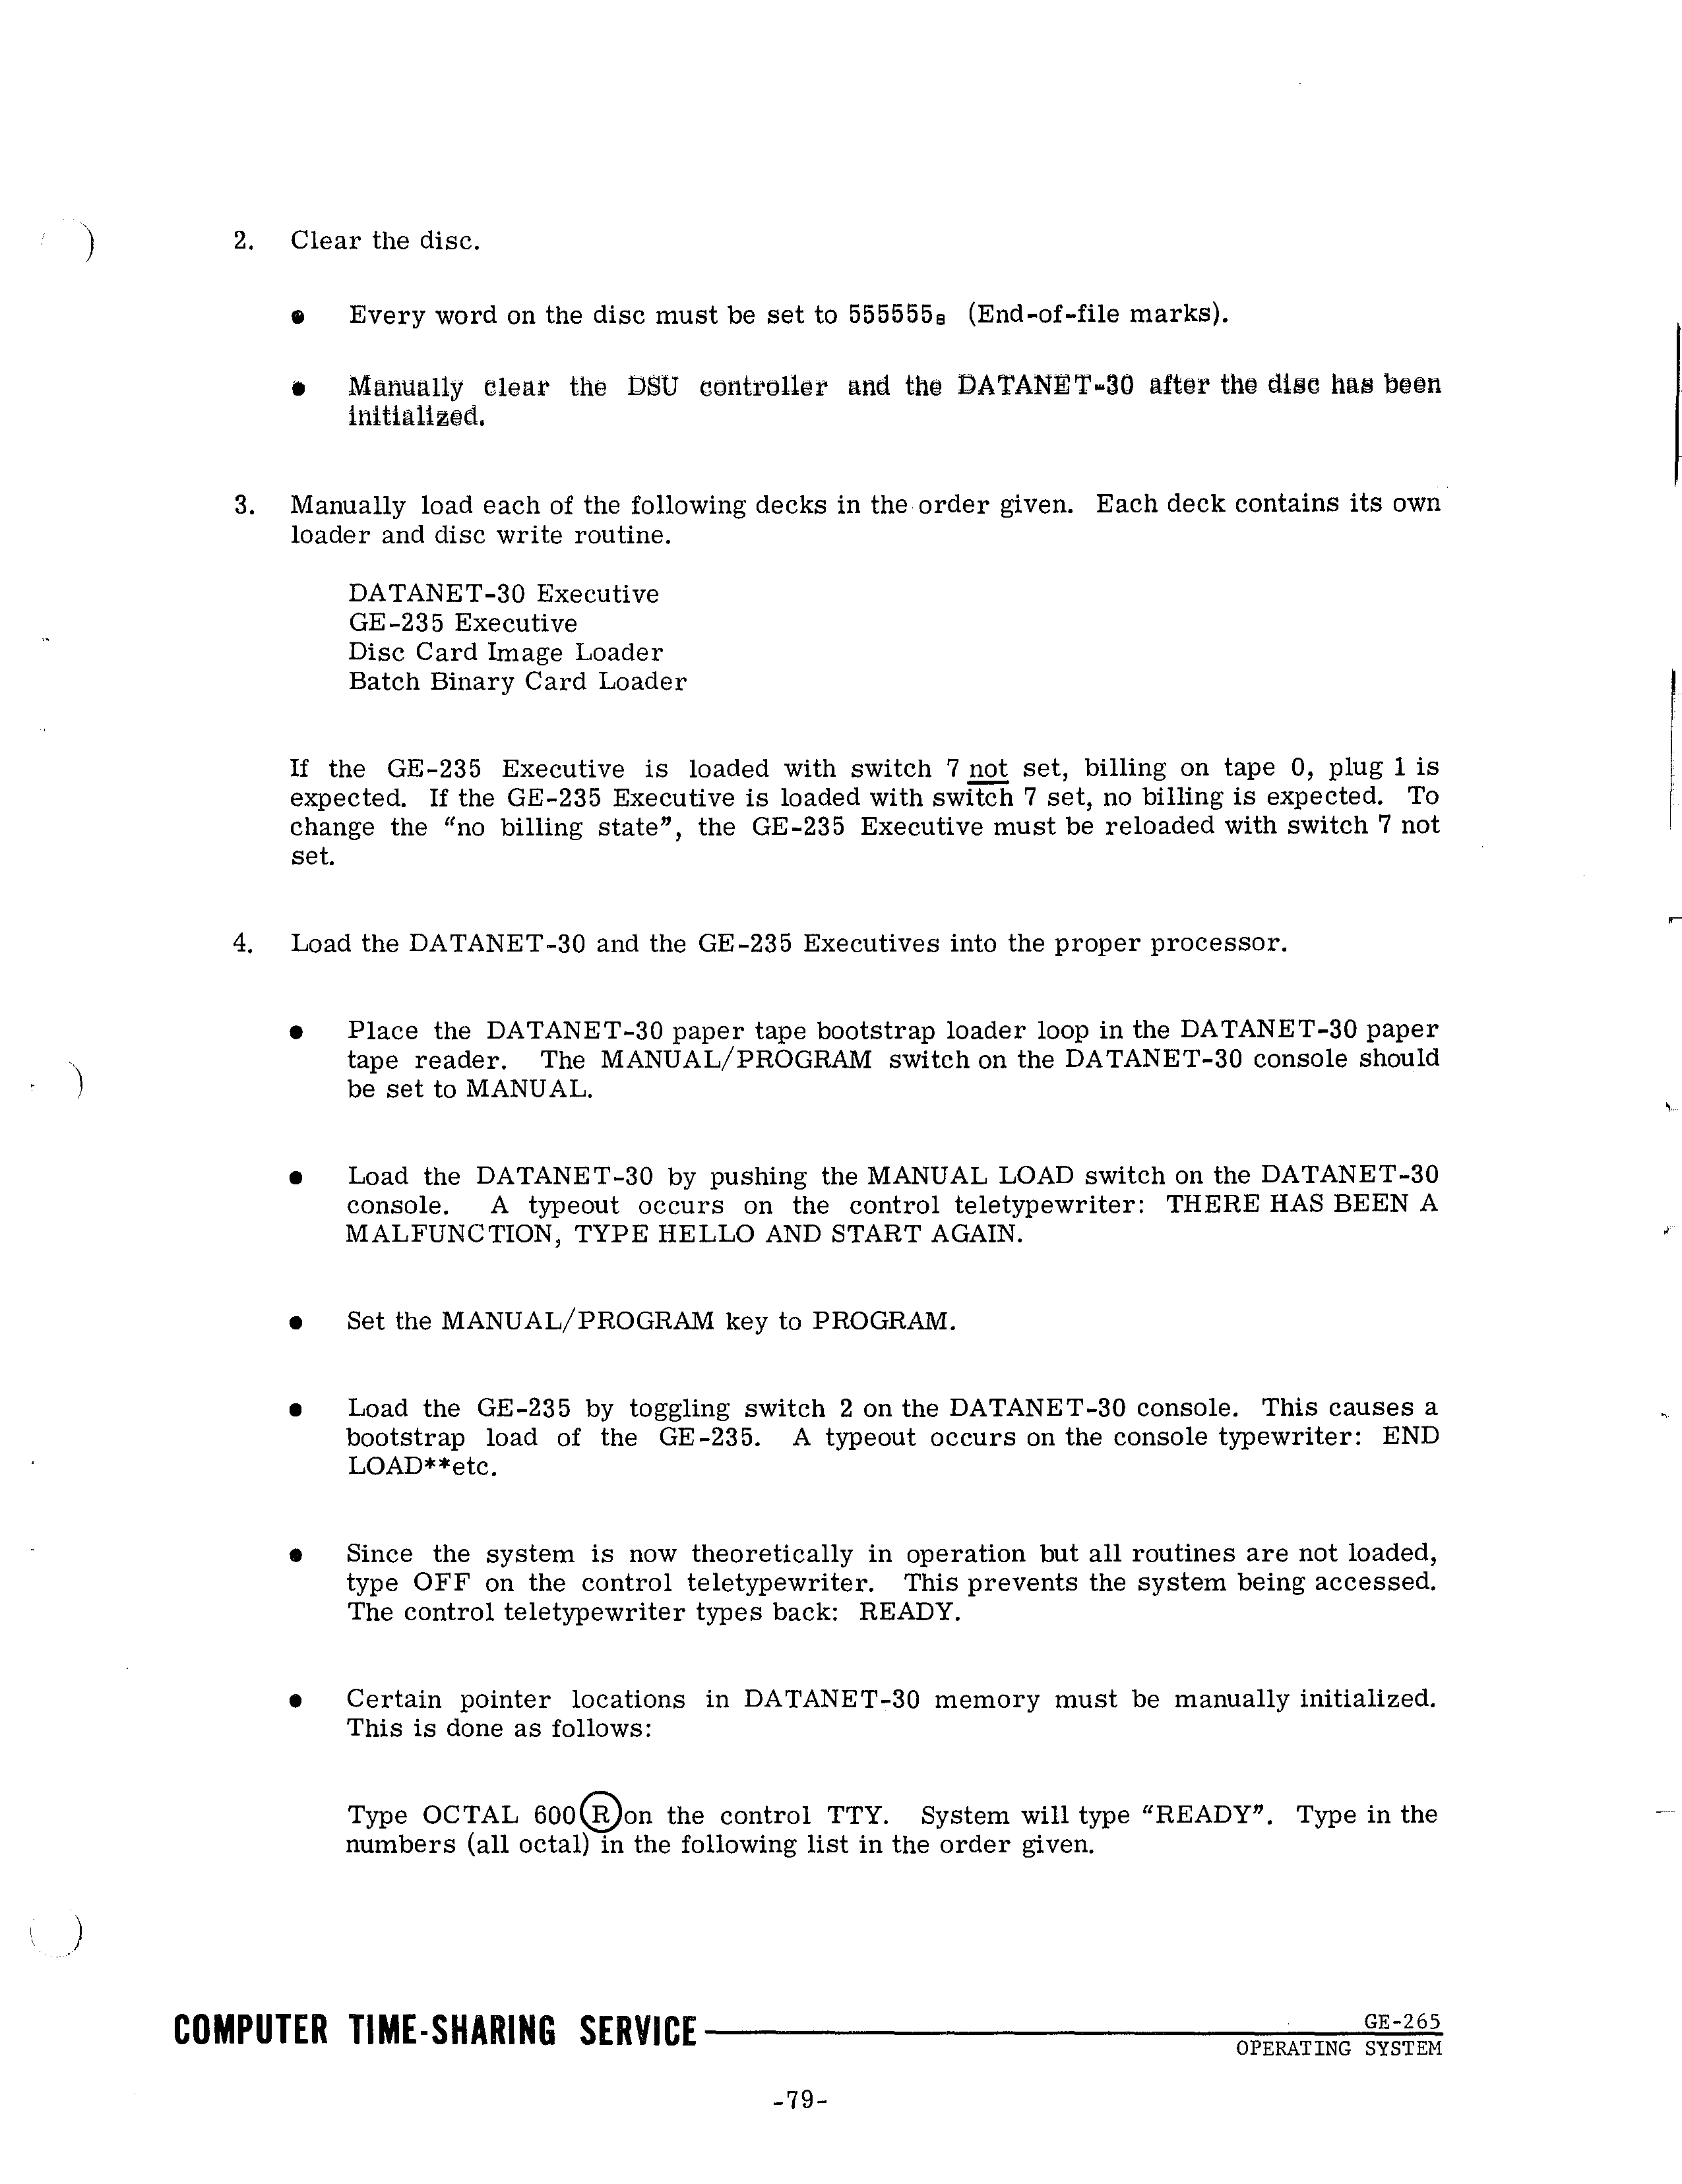 2. Clear the disc.
● Every word on the disc must be set to 555555₈ (End-of-file marks).
● Manually clear the DSU controller and the DATANET-30 after the disc has been
initialized.
3. Manually load each of the following decks in the order given. Each deck contains its own
loader and disc write routine.
DATANET-30 Executive
GE-235 Executive
Disc Card Image Loader
Batch Binary Card Loader
If the GE-235 Executive is loaded with switch 7 not set, billing on tape 0, plug 1 is
expected. If the GE-235 Executive is loaded with switch 7 set, no billing is expected. To
change the “no billing state”, the GE-235 Executive must be reloaded with switch 7 not
set.
4. Load the DATANET-30 and the GE-235 Executives into the proper processor.
● Place the DATANET-30 paper tape bootstrap loader loop in the DATANET-30 paper
tape reader. The MANUAL/PROGRAM switch on the DATANET-30 console should
be set to MANUAL.
● Load the DATANET-30 by pushing the MANUAL LOAD switch on the DATANET-30
console. A typeout occurs on the control teletypewriter: THERE HAS BEEN A
MALFUNCTION, TYPE HELLO AND START AGAIN.
● Set the MANUAL/PROGRAM key to PROGRAM.
● Load the GE-235 by toggling switch 2 on the DATANET-30 console. This causes a
bootstrap load of the GE-235. A typeout occurs on the console typewriter: END
LOAD**etc.
● Since the system is now theoretically in operation but all routines are not loaded,
type OFF on the control teletypewriter. This prevents the system being accessed.
The control teletypewriter types back: READY.
● Certain pointer locations in DATANET-30 memory must be manually initialized.
This is done as follows:
Type OCTAL 600 Ⓡ on the control TTY. System will type “READY”. Type in the
numbers (all octal) in the following list in the order given.
COMPUTER TIME-SHARING SERVICE
GE-265
OPERATING SYSTEM
-79-